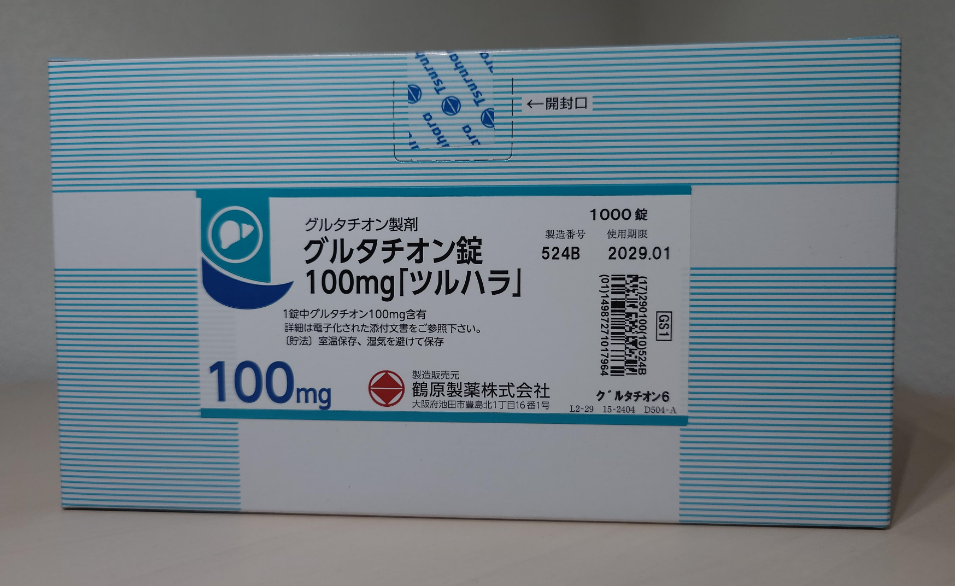 Tsuruhara
←開封口
グルタチオン製剤
グルタチオン錠
100mg「ツルハラ」
1錠中グルタチオン100mg含有
詳細は電子化された添付文書をご参照下さい。
〔貯法〕室温保存、湿気を避けて保存
100mg
製造販売元
鶴原製薬株式会社
大阪府池田市豊島北1丁目16番1号
1000錠
製造番号 使用期限
524B 2029.01
(17)290100(10)524B
(01)14987271017964
GS1
グルタチオン6
L2-29 15-2404 D504-A